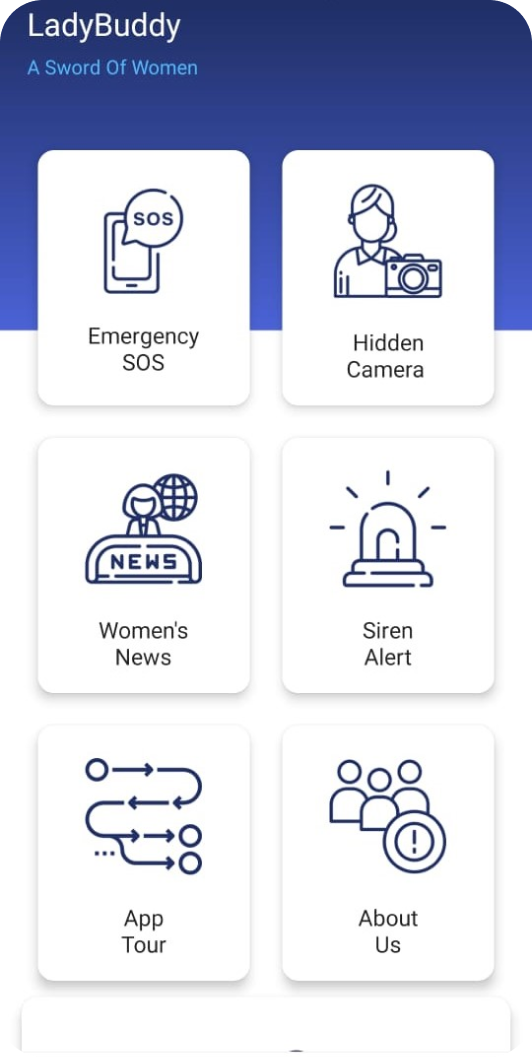 LadyBuddy
A Sword Of Women
SOS
Emergency
SOS
Hidden
Camera
NEWS
Women's
News
Siren
Alert
App
Tour
About
Us